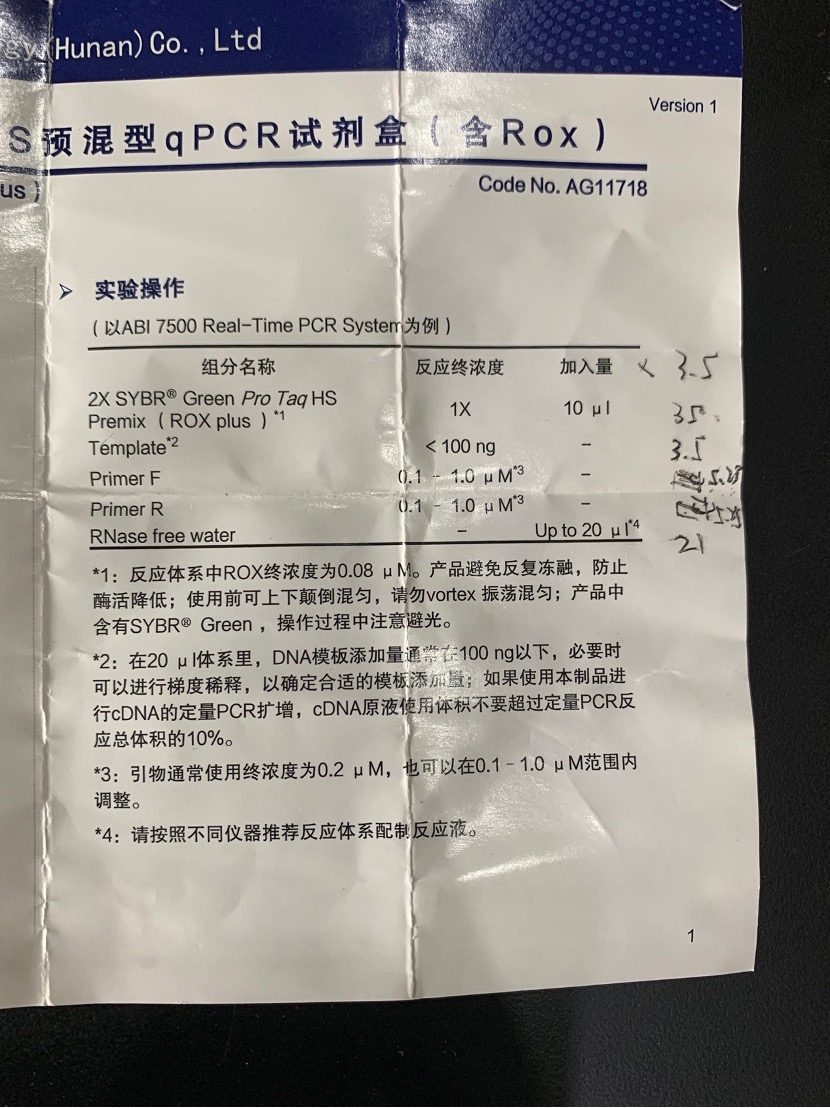 (Hunan) Co., Ltd
Version 1
S预混型qPCR试剂盒（含Rox）
us）
Code No. AG11718
➢ 实验操作
（以ABI 7500 Real-Time PCR System为例）
组分名称 反应终浓度 加入量 × 3.5
2X SYBR® Green Pro Taq HS
Premix （ROX plus ）*1 1X 10 μl 35
Template*2 < 100 ng – 3.5
Primer F 0.1 – 1.0 μM*3 –
Primer R 0.1 – 1.0 μM*3 –
RNase free water – Up to 20 μl*4 21
*1：反应体系中ROX终浓度为0.08 μM。产品避免反复冻融，防止
酶活降低；使用前可上下颠倒混匀，请勿vortex 振荡混匀；产品中
含有SYBR® Green ，操作过程中注意避光。
*2：在20 μl体系里，DNA模板添加量通常在100 ng以下，必要时
可以进行梯度稀释，以确定合适的模板添加量；如果使用本制品进
行cDNA的定量PCR扩增，cDNA原液使用体积不要超过定量PCR反
应总体积的10%。
*3：引物通常使用终浓度为0.2 μM，也可以在0.1–1.0 μM范围内
调整。
*4：请按照不同仪器推荐反应体系配制反应液。
1